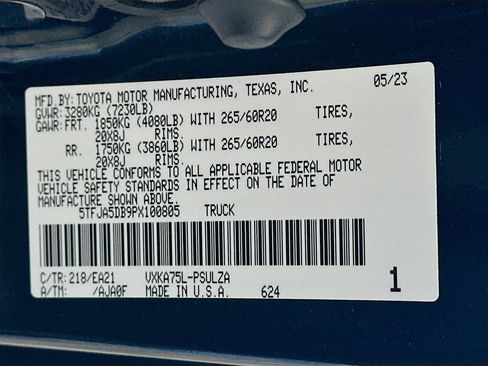 MFD.BY:TOYOTA MOTOR MANUFACTURING, TEXAS, INC. 05/23
GVWR: 3280KG (7230LB)
GAWR:FRT. 1850KG (4080LB) WITH 265/60R20 TIRES,
20X8J RIMS.
RR. 1750KG (3860LB) WITH 265/60R20 TIRES,
20X8J RIMS.
THIS VEHICLE CONFORMS TO ALL APPLICABLE FEDERAL MOTOR
VEHICLE SAFETY STANDARDS IN EFFECT ON THE DATE OF
MANUFACTURE SHOWN ABOVE.
5TFJA5DB9PX100805 TRUCK
C/TR:218/EA21 VXKA75L-PSULZA
A/TM: /AJA0F MADE IN U.S.A. 624 1